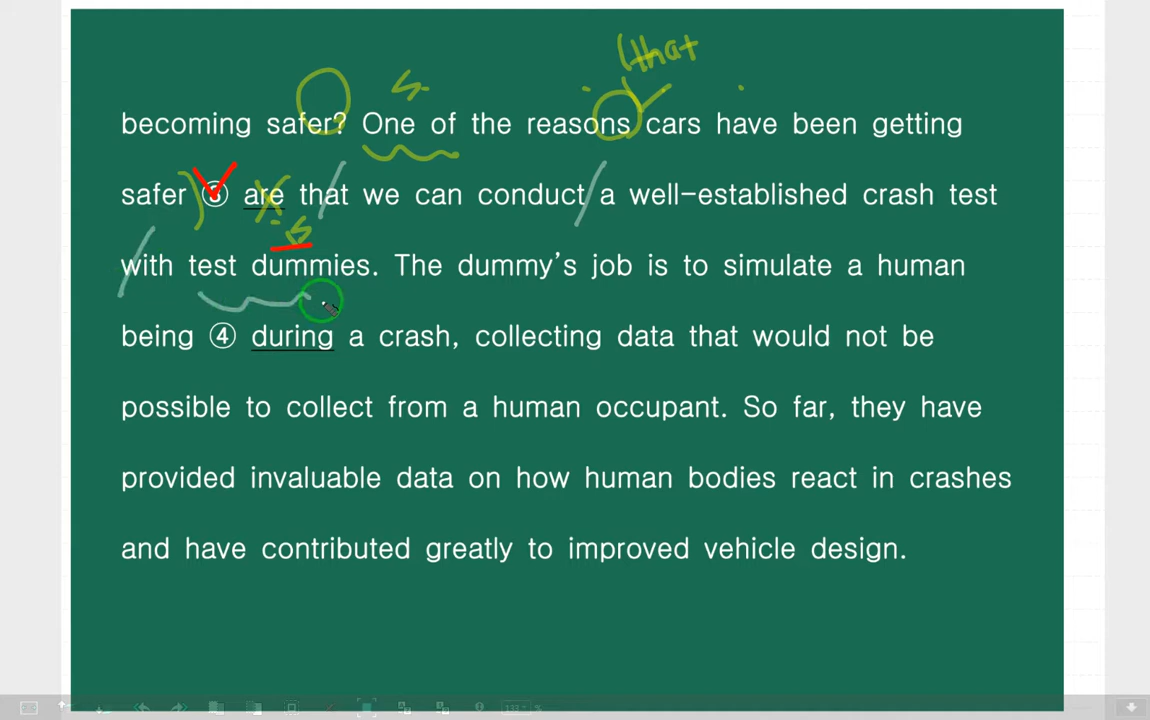 (that
s
becoming safer? One of the reasons cars have been getting
safer ③ are that we can conduct a well-established crash test
is
with test dummies. The dummy's job is to simulate a human
being ④ during a crash, collecting data that would not be
possible to collect from a human occupant. So far, they have
provided invaluable data on how human bodies react in crashes
and have contributed greatly to improved vehicle design.
133 %